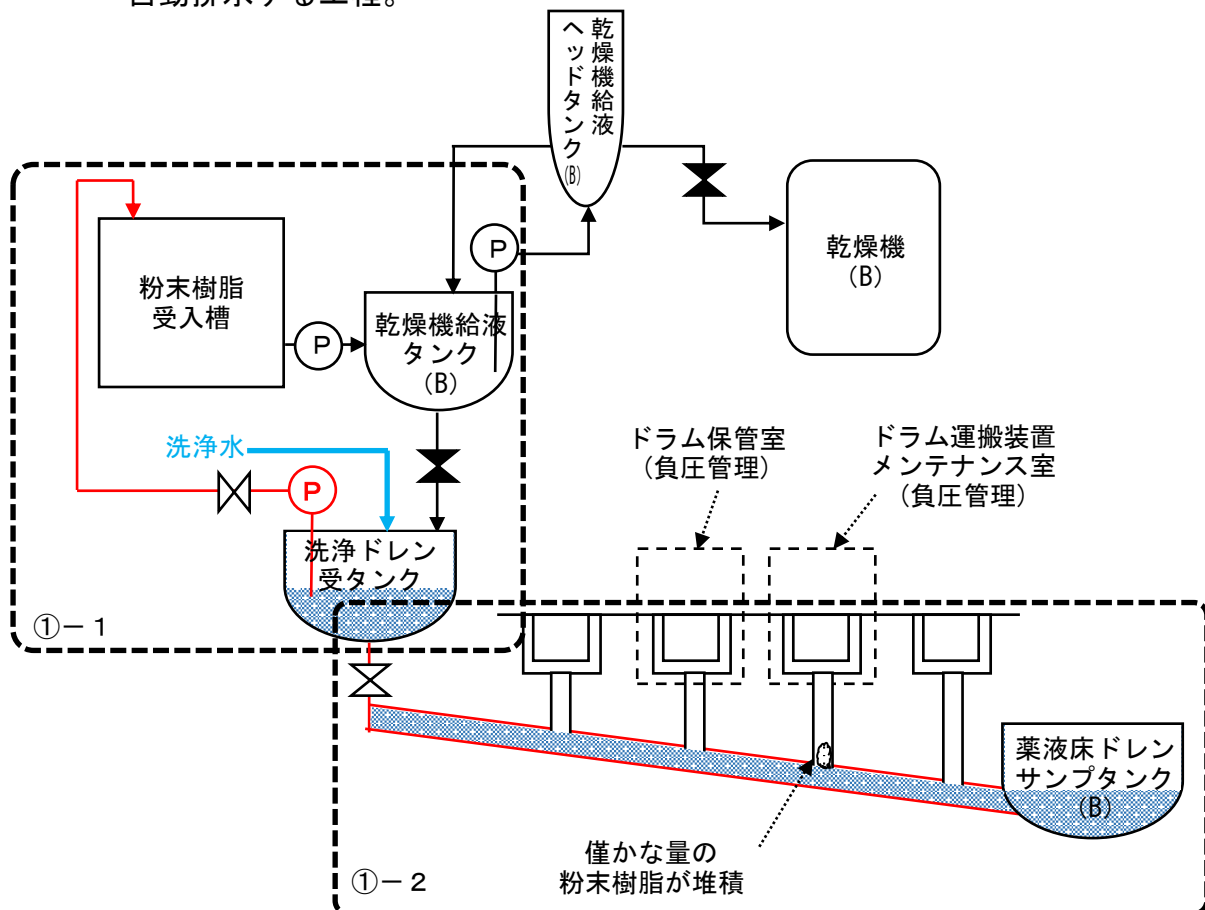 自動排水する工程。
乾燥機給液
ヘッドタンク
(B)
粉末樹脂
受入槽
P
P
乾燥機給液
タンク
(B)
乾燥機
(B)
洗浄水
P
洗浄ドレン
受タンク
①－１
ドラム保管室
(負圧管理)
ドラム運搬装置
メンテナンス室
(負圧管理)
薬液床ドレン
サンプタンク
(B)
僅かな量の
粉末樹脂が堆積
①－２